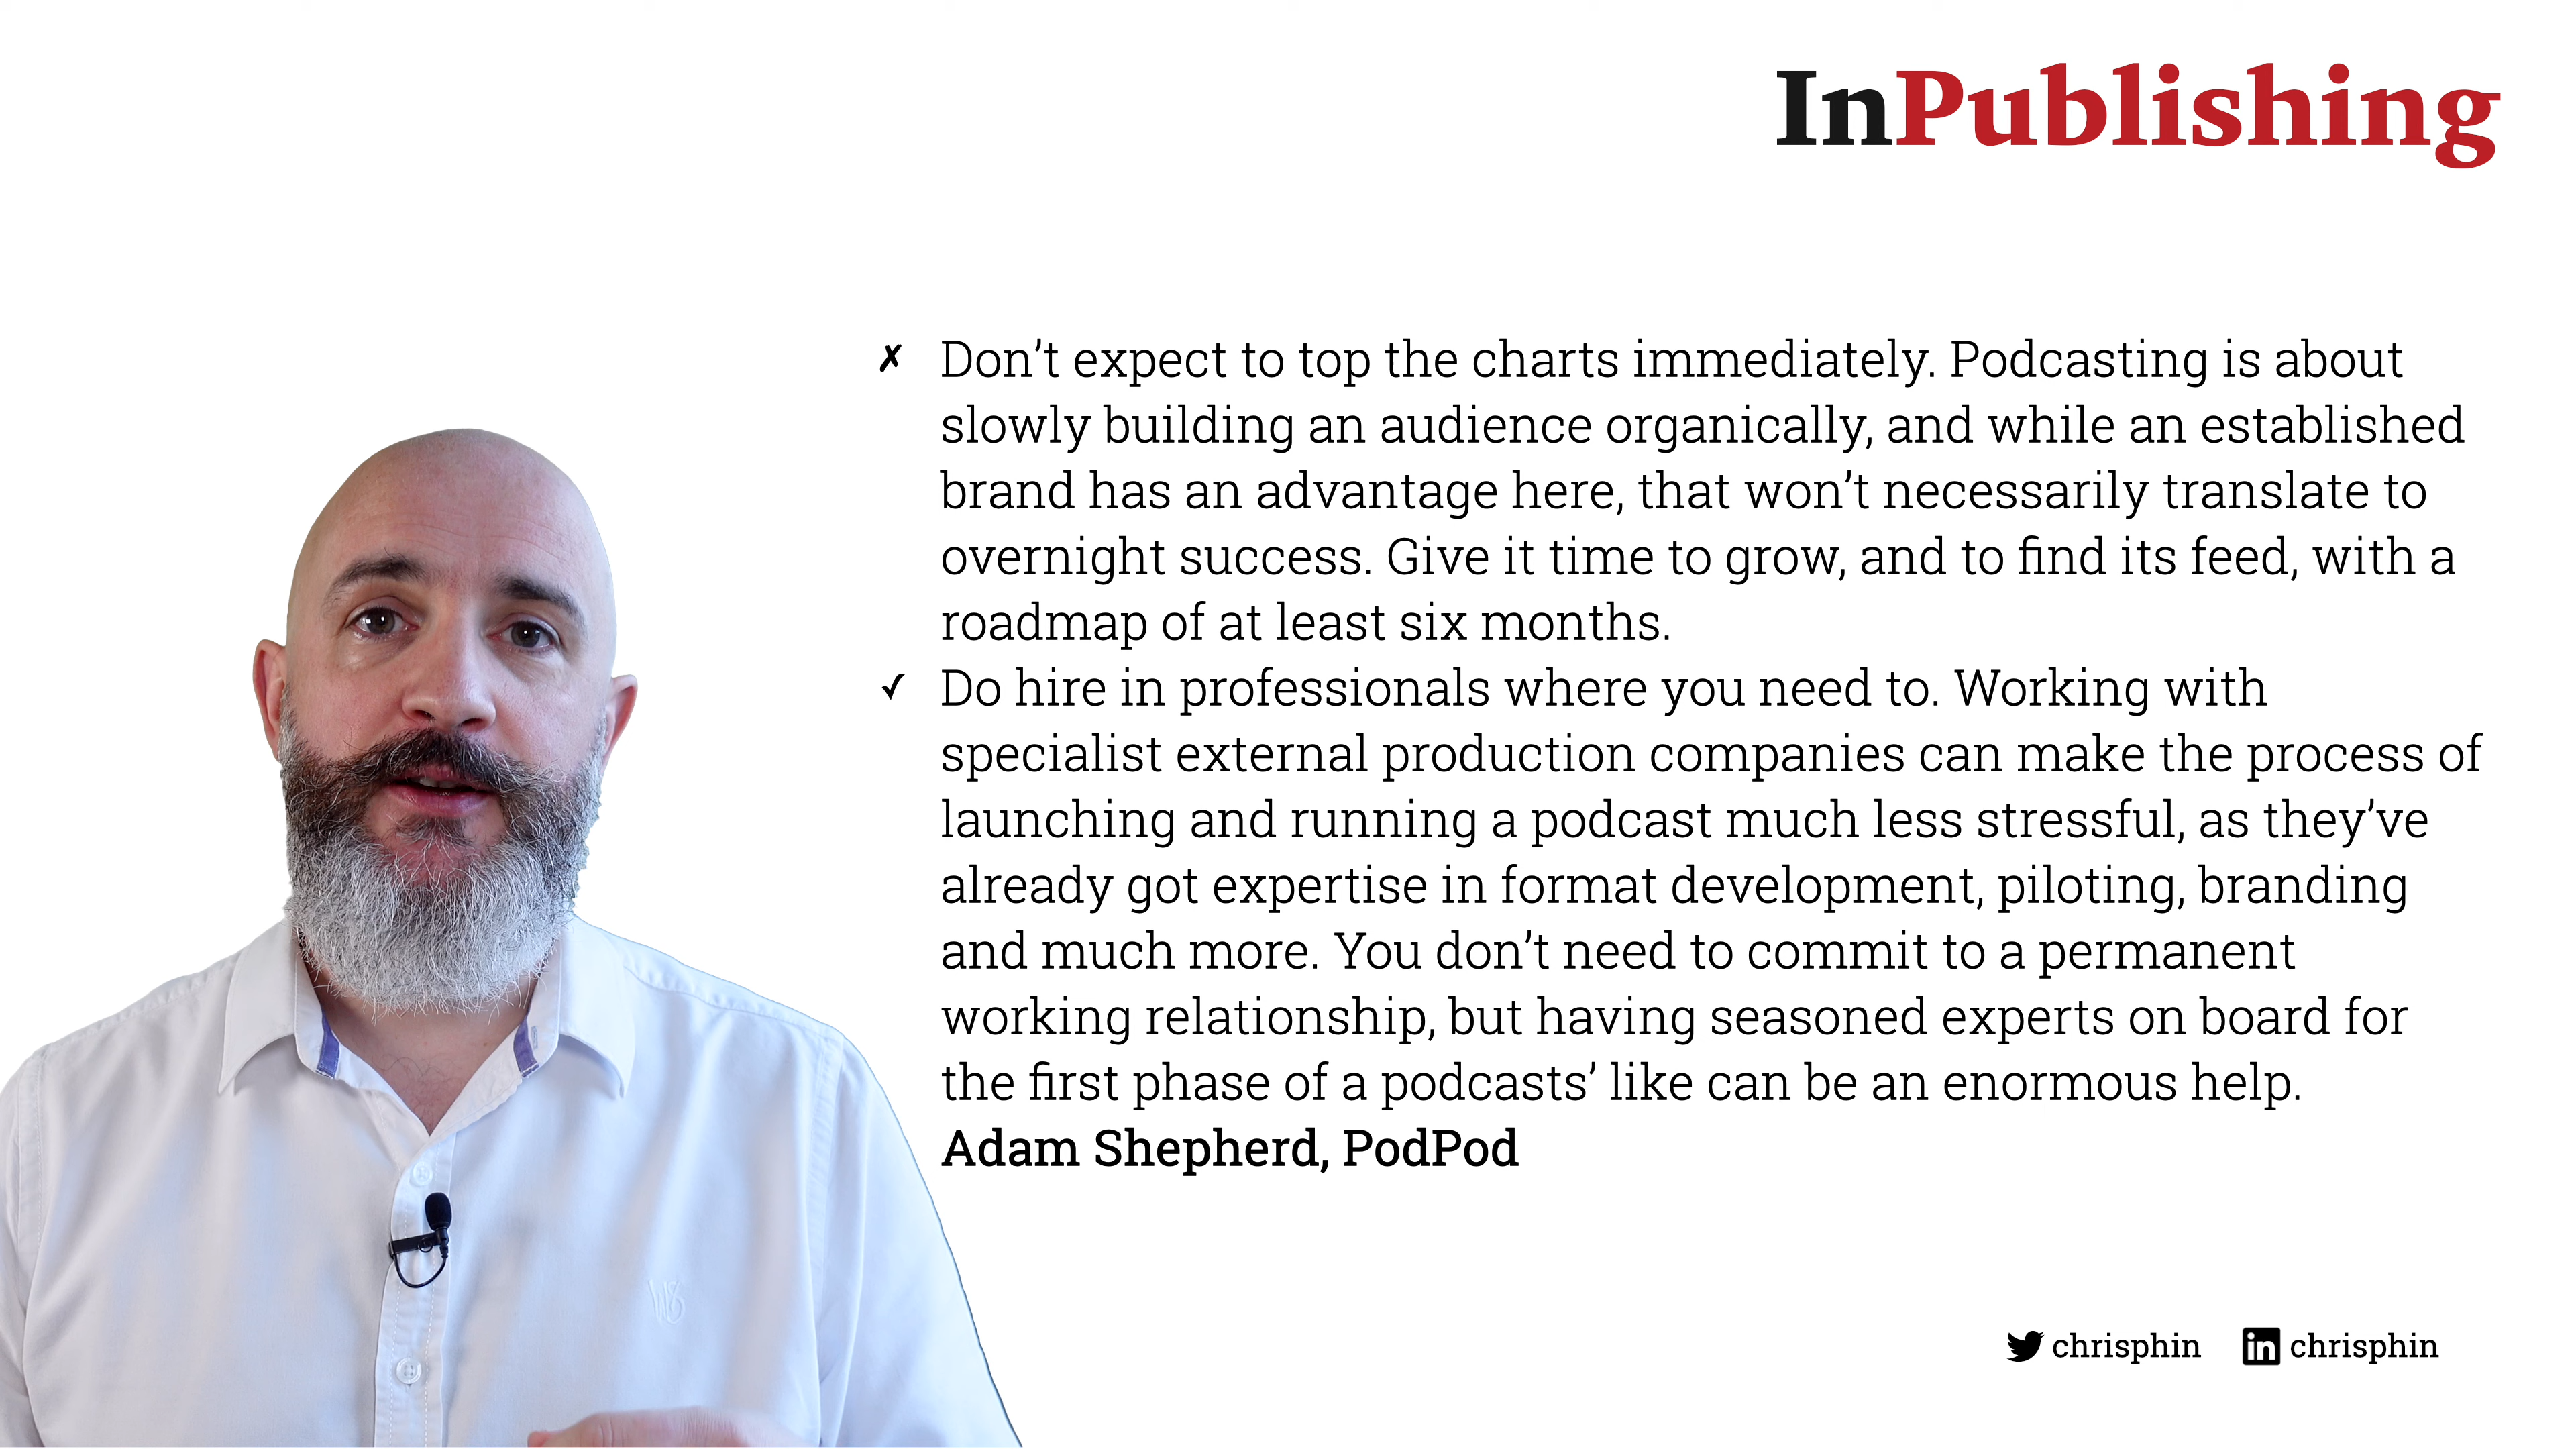 InPublishing
✗ Don’t expect to top the charts immediately. Podcasting is about
slowly building an audience organically, and while an established
brand has an advantage here, that won’t necessarily translate to
overnight success. Give it time to grow, and to find its feed, with a
roadmap of at least six months.
✓ Do hire in professionals where you need to. Working with
specialist external production companies can make the process of
launching and running a podcast much less stressful, as they’ve
already got expertise in format development, piloting, branding
and much more. You don’t need to commit to a permanent
working relationship, but having seasoned experts on board for
the first phase of a podcasts’ like can be an enormous help.
Adam Shepherd, PodPod
chrisphin
in chrisphin